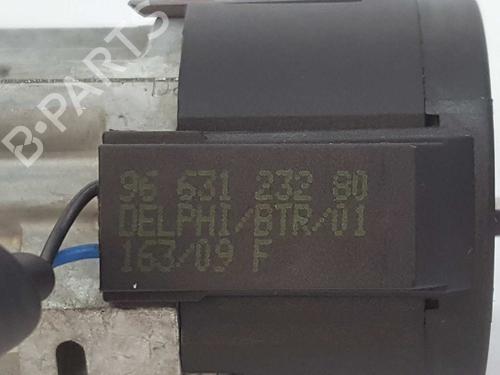 B-PARTS
96 631 232 80
DELPHI/BTR/01
163/09 F